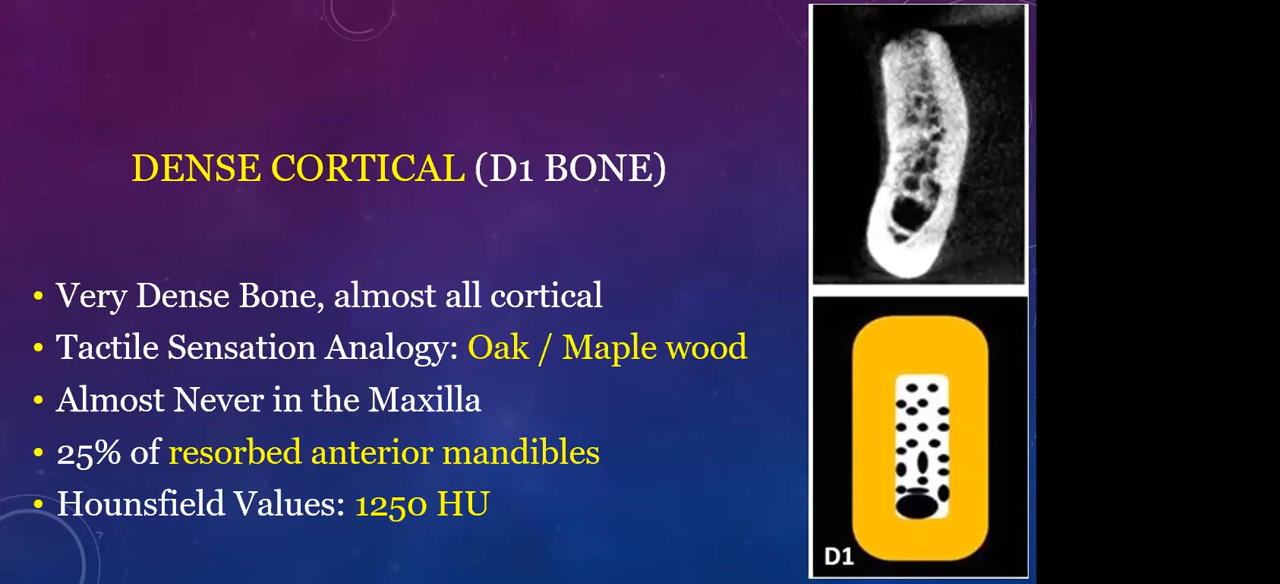 DENSE CORTICAL (D1 BONE)
• Very Dense Bone, almost all cortical
• Tactile Sensation Analogy: Oak / Maple wood
• Almost Never in the Maxilla
• 25% of resorbed anterior mandibles
• Hounsfield Values: 1250 HU
D1